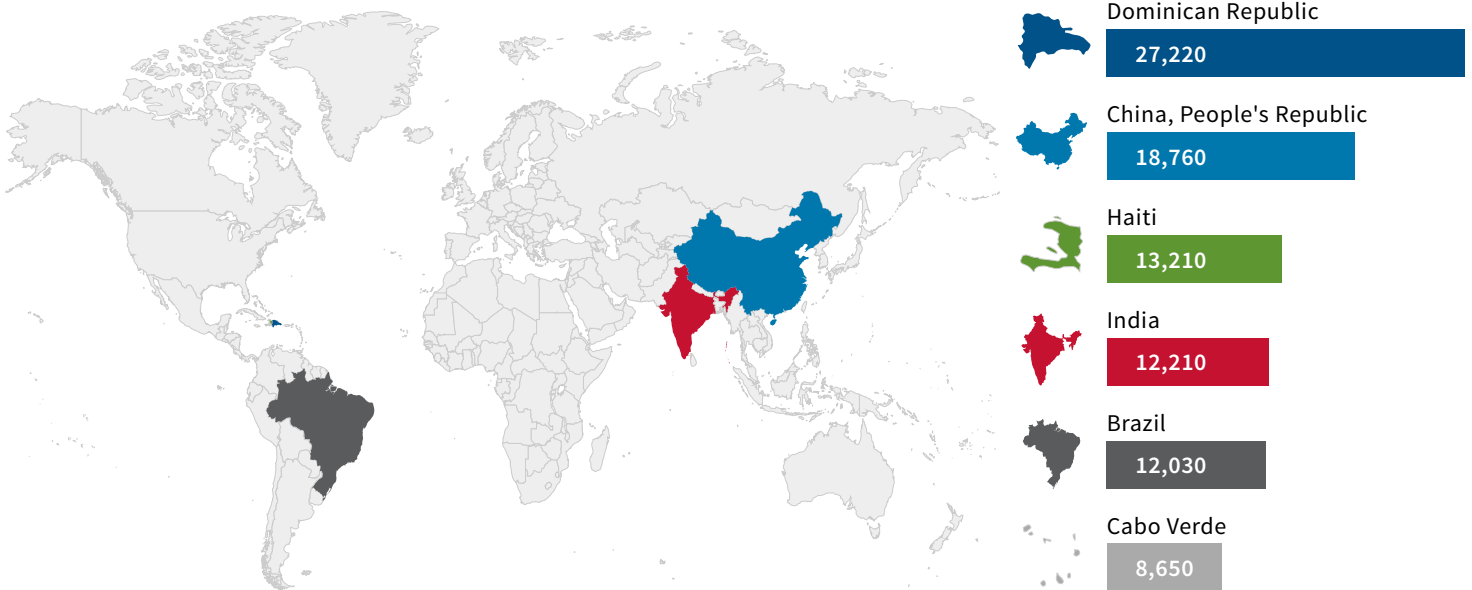 Dominican Republic
27,220
China, People's Republic
18,760
Haiti
13,210
India
12,210
Brazil
12,030
Cabo Verde
8,650